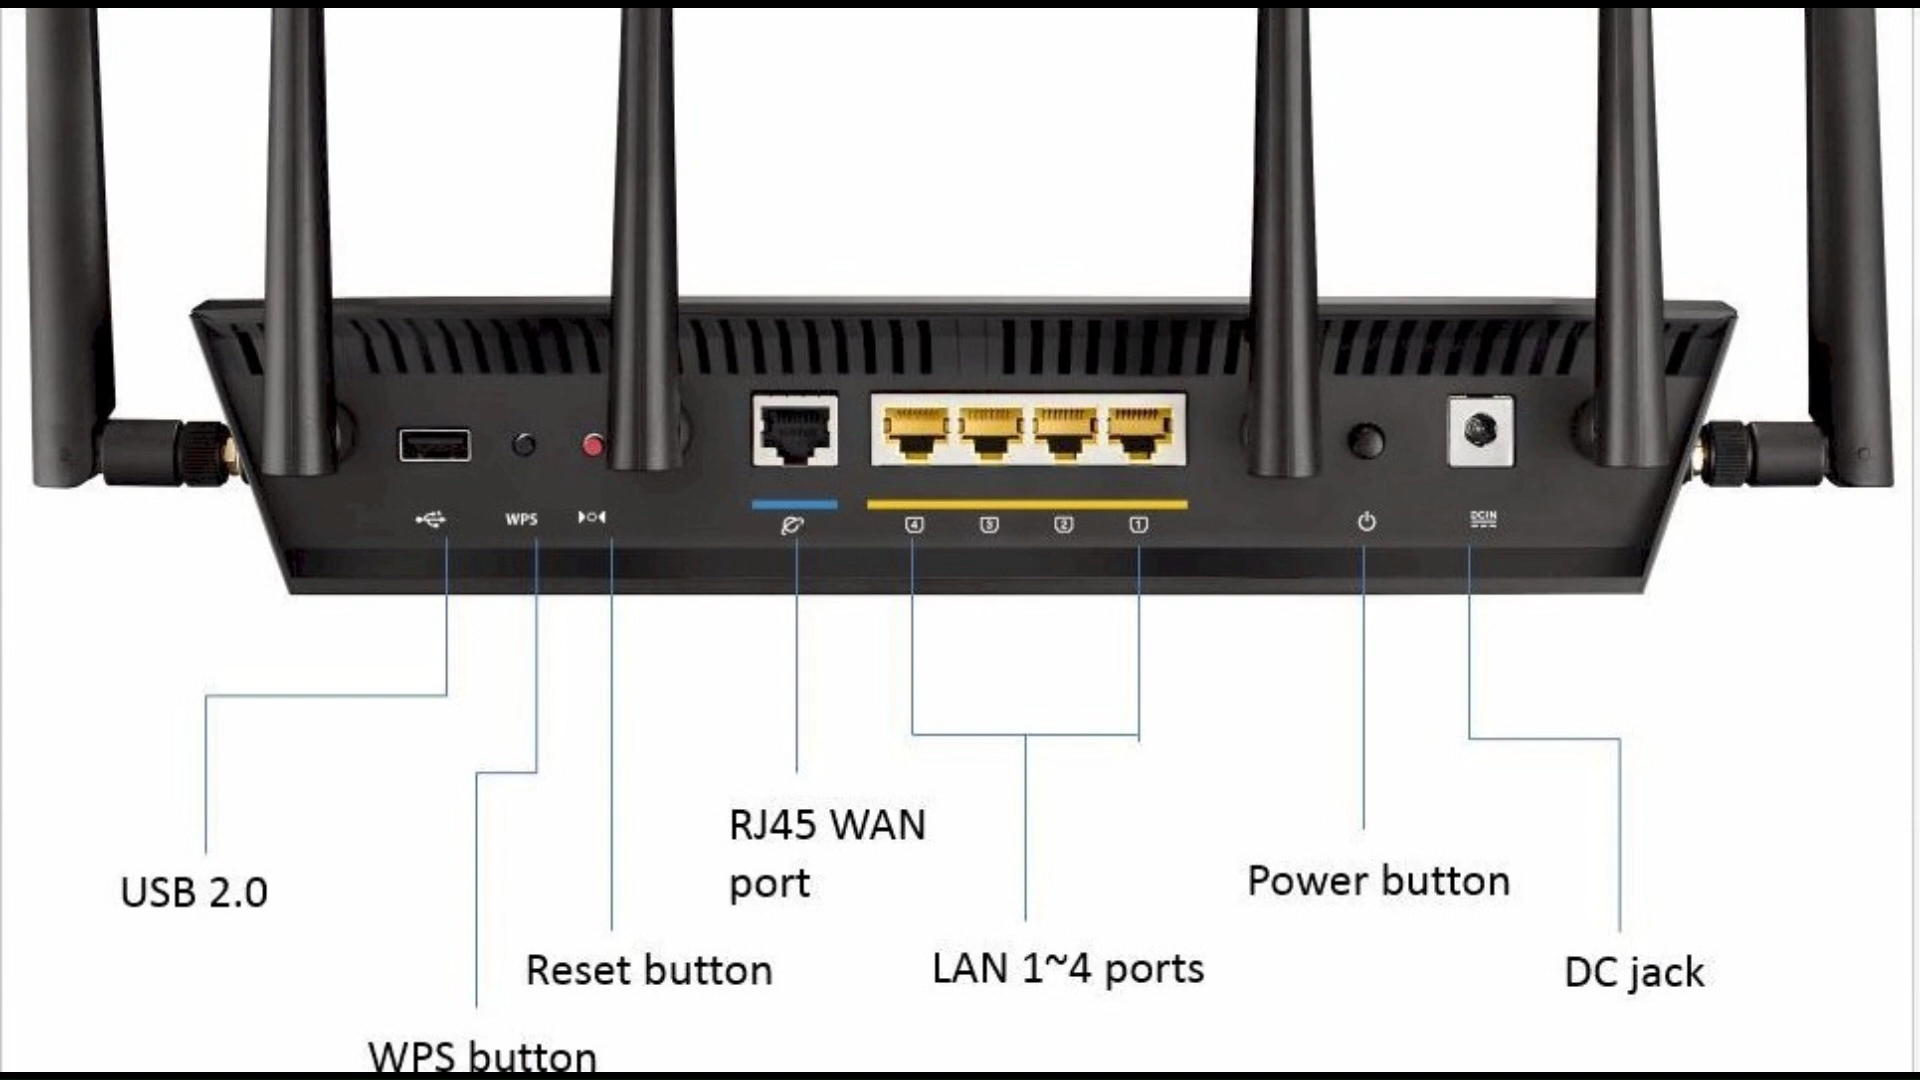 WPS
4
3
2
1
DCIN
USB 2.0
RJ45 WAN
port
Power button
Reset button
LAN 1~4 ports
DC jack
WPS button